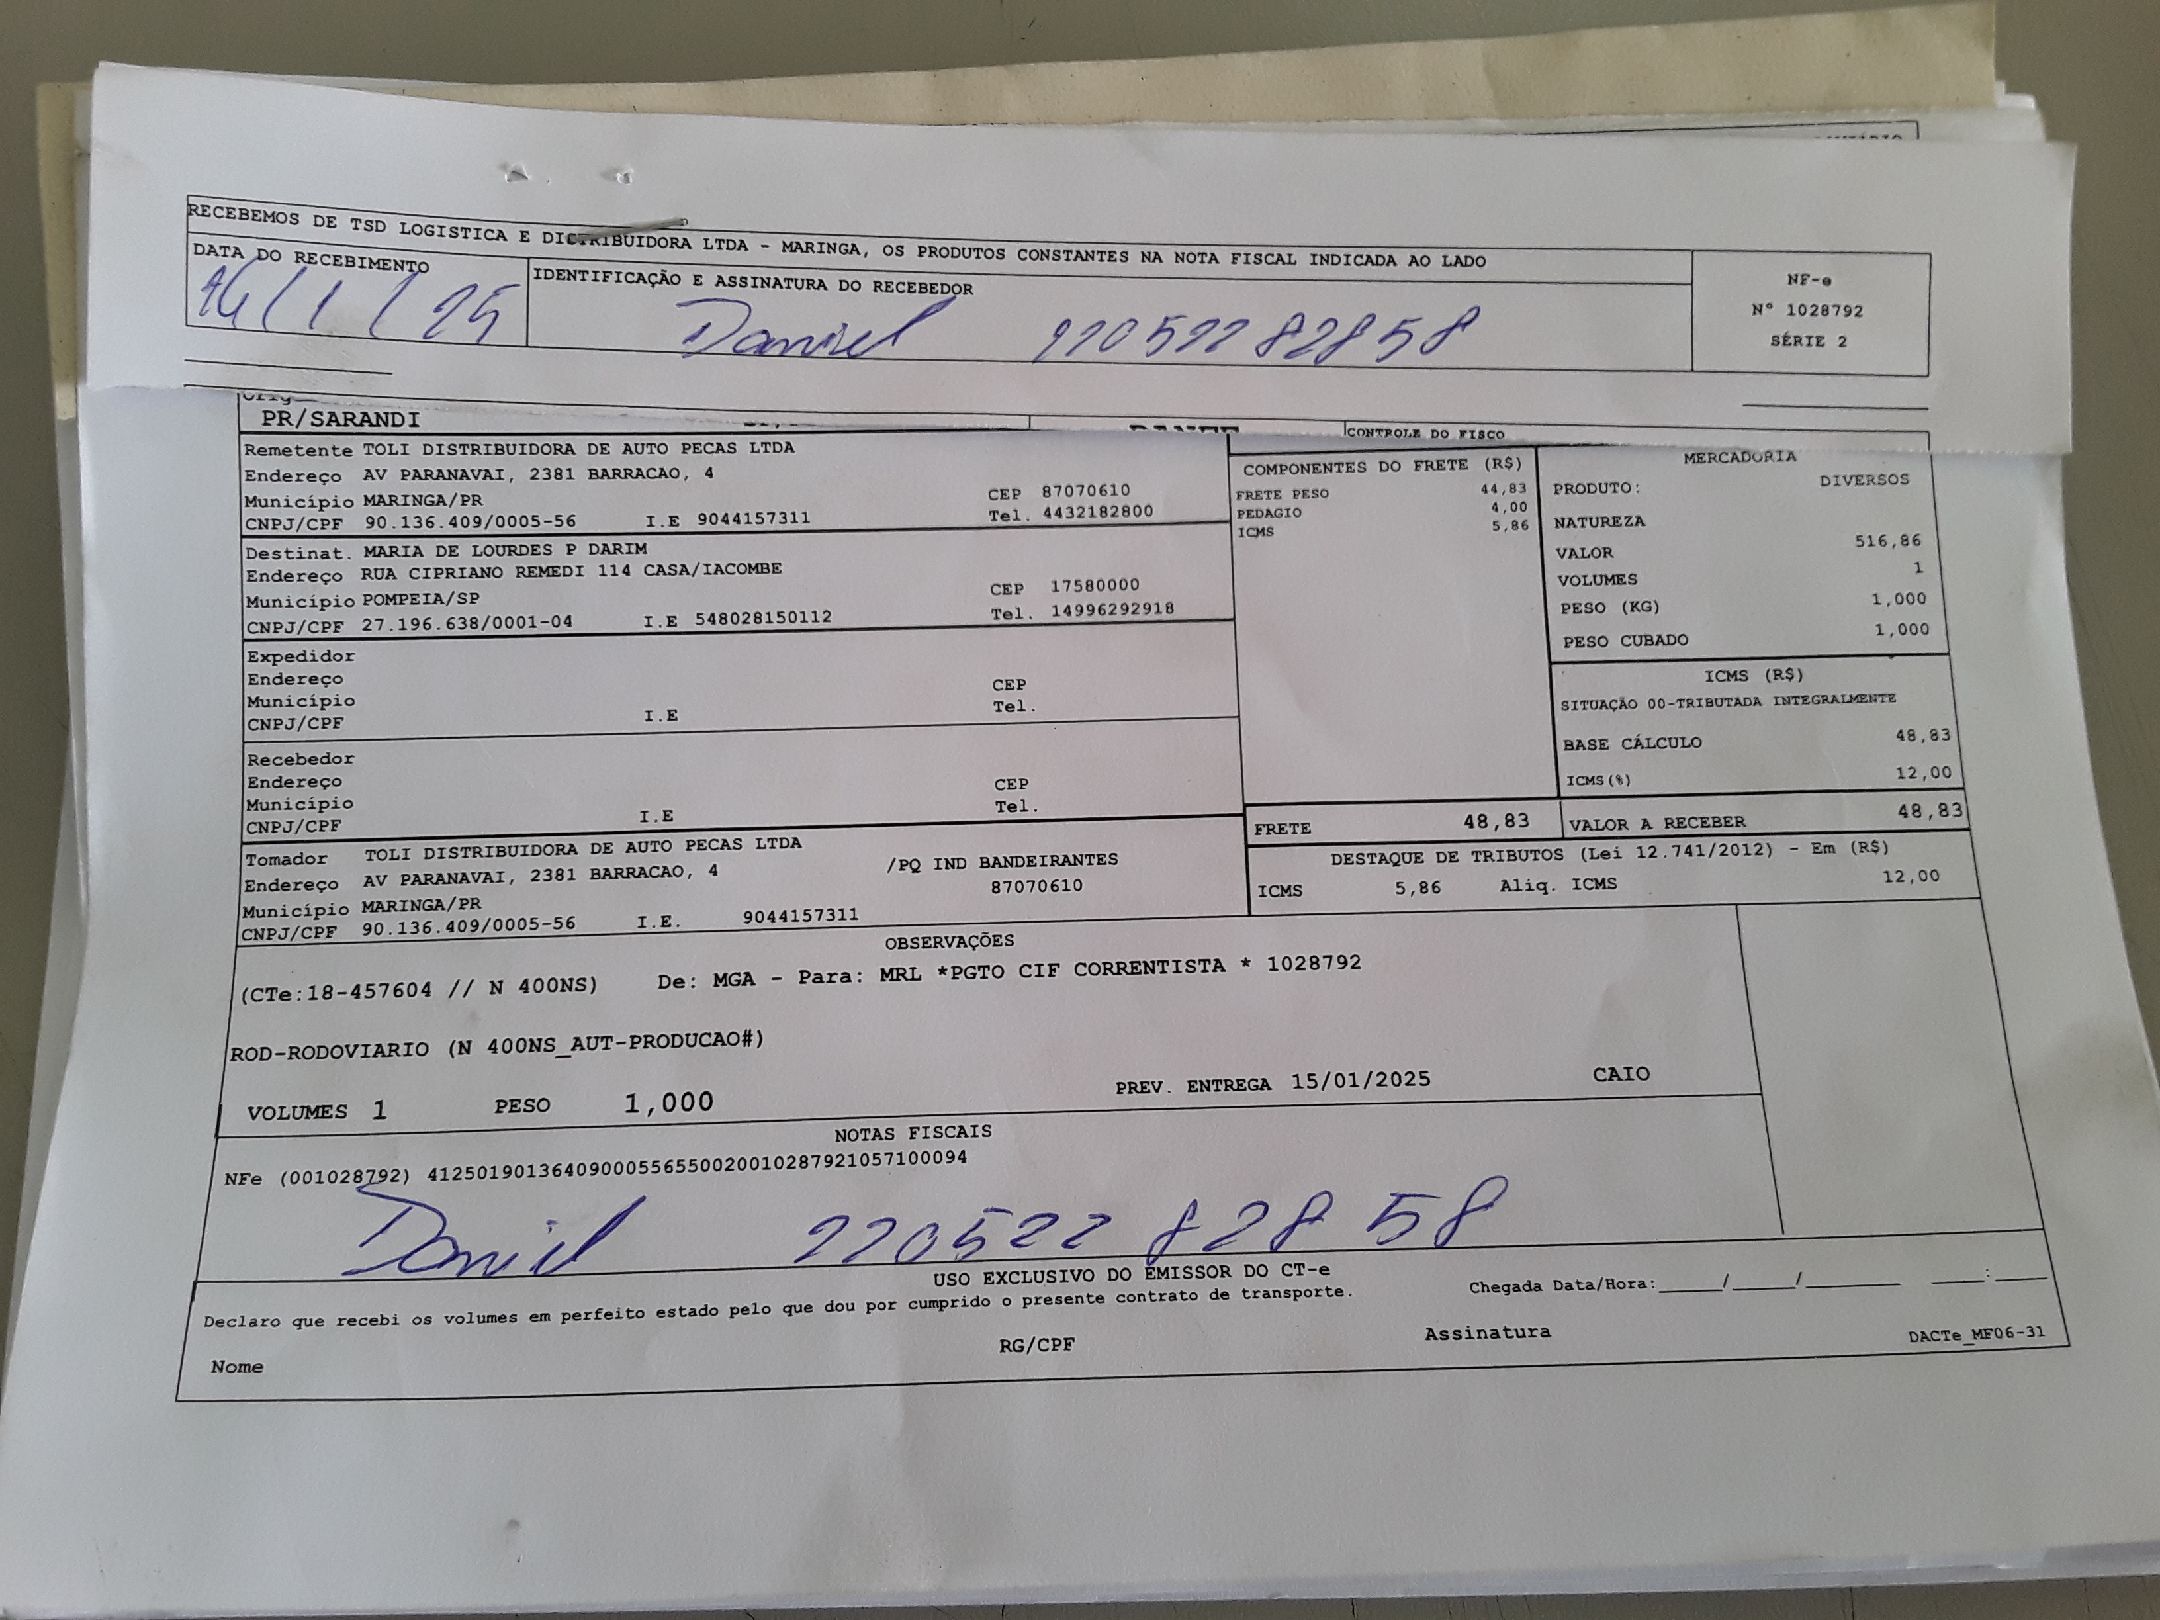 RECEBEMOS DE TSD LOGISTICA E DISTRIBUIDORA LTDA - MARINGA, OS PRODUTOS CONSTANTES NA NOTA FISCAL INDICADA AO LADO
DATA DO RECEBIMENTO
IDENTIFICAÇÃO E ASSINATURA DO RECEBEDOR
16/1/25
Daniel 22052282858
NF-e
Nº 1028792
SÉRIE 2
PR/SARANDI
CONTROLE DO FISCO
Remetente TOLI DISTRIBUIDORA DE AUTO PECAS LTDA
Endereço AV PARANAVAI, 2381 BARRACAO, 4
Município MARINGA/PR CEP 87070610
CNPJ/CPF 90.136.409/0005-56 I.E 9044157311 Tel. 4432182800
Destinat. MARIA DE LOURDES P DARIM
Endereço RUA CIPRIANO REMEDI 114 CASA/IACOMBE
Município POMPEIA/SP CEP 17580000
CNPJ/CPF 27.196.638/0001-04 I.E 548028150112 Tel. 14996292918
Expedidor
Endereço
Município CEP
CNPJ/CPF I.E Tel.
Recebedor
Endereço
Município CEP
CNPJ/CPF I.E Tel.
Tomador TOLI DISTRIBUIDORA DE AUTO PECAS LTDA
Endereço AV PARANAVAI, 2381 BARRACAO, 4 /PQ IND BANDEIRANTES
Município MARINGA/PR 87070610
CNPJ/CPF 90.136.409/0005-56 I.E. 9044157311
COMPONENTES DO FRETE (R$)
FRETE PESO 44,83
PEDAGIO 4,00
ICMS 5,86
MERCADORIA
PRODUTO: DIVERSOS
NATUREZA
VALOR 516,86
VOLUMES 1
PESO (KG) 1,000
PESO CUBADO 1,000
ICMS (R$)
SITUAÇÃO 00-TRIBUTADA INTEGRALMENTE
BASE CÁLCULO 48,83
ICMS(%) 12,00
FRETE 48,83 VALOR A RECEBER 48,83
DESTAQUE DE TRIBUTOS (Lei 12.741/2012) - Em (R$)
ICMS 5,86 Aliq. ICMS 12,00
OBSERVAÇÕES
(CTe:18-457604 // N 400NS) De: MGA - Para: MRL *PGTO CIF CORRENTISTA * 1028792
ROD-RODOVIARIO (N 400NS_AUT-PRODUCAO#)
VOLUMES 1 PESO 1,000 PREV. ENTREGA 15/01/2025 CAIO
NOTAS FISCAIS
NFe (001028792) 41250190136409000556550020010287921057100094
Daniel 22052282858
USO EXCLUSIVO DO EMISSOR DO CT-e
Declaro que recebi os volumes em perfeito estado pelo que dou por cumprido o presente contrato de transporte. Chegada Data/Hora:_____/_____/_______ ____:____
Nome RG/CPF Assinatura DACTe_MF06-31